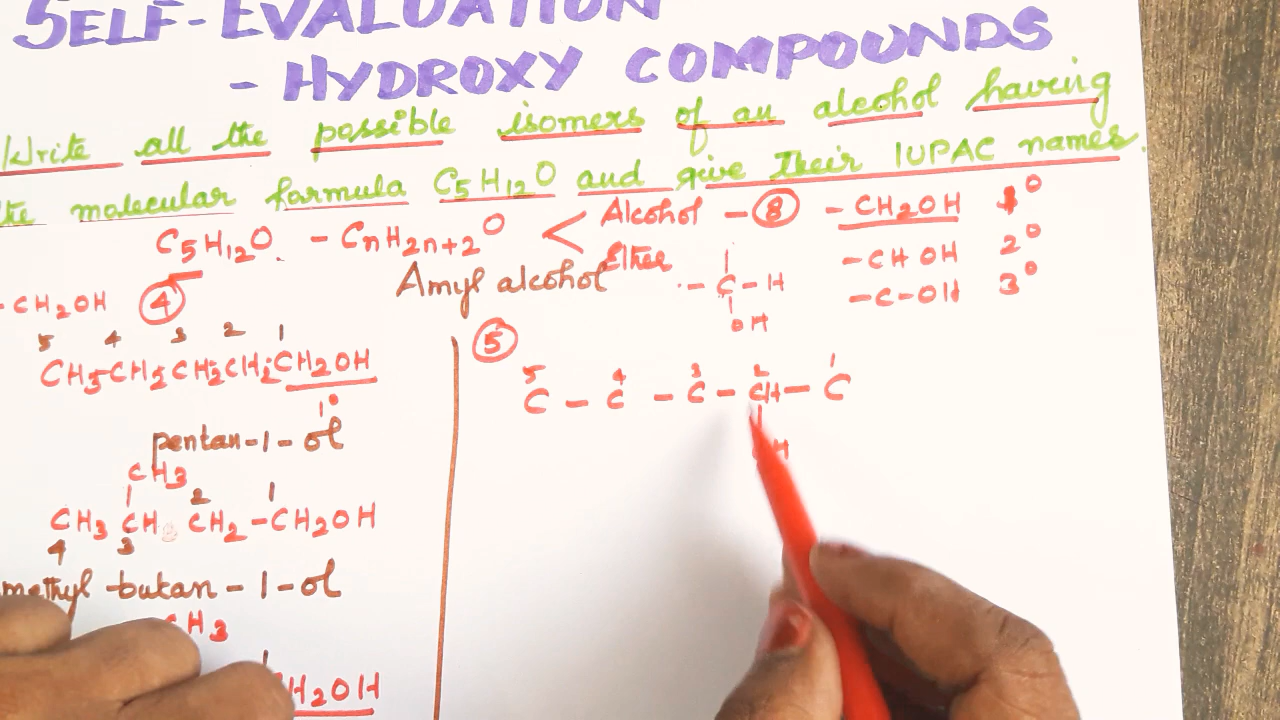 SELF-EVALUATION
- HYDROXY COMPOUNDS
Write all the possible isomers of an alcohol having
the molecular formula C5H12O and give their IUPAC names.
C5H12O - CnH2n+2O < Alcohol - 8
Ether
- CH2OH 1°
- CHOH 2°
- C-OH 3°
Amyl alcohol
- C - H
OH
-CH2OH 4
5 4 3 2 1
CH3 CH2 CH2 CH2 CH2OH
1°
pentan-1-ol
CH3
2 1
CH3 CH CH2 - CH2OH
4 3
methyl-butan-1-ol
CH3
1
H2OH
5
5 4 3 2 1
C - C - C - CH - C
H